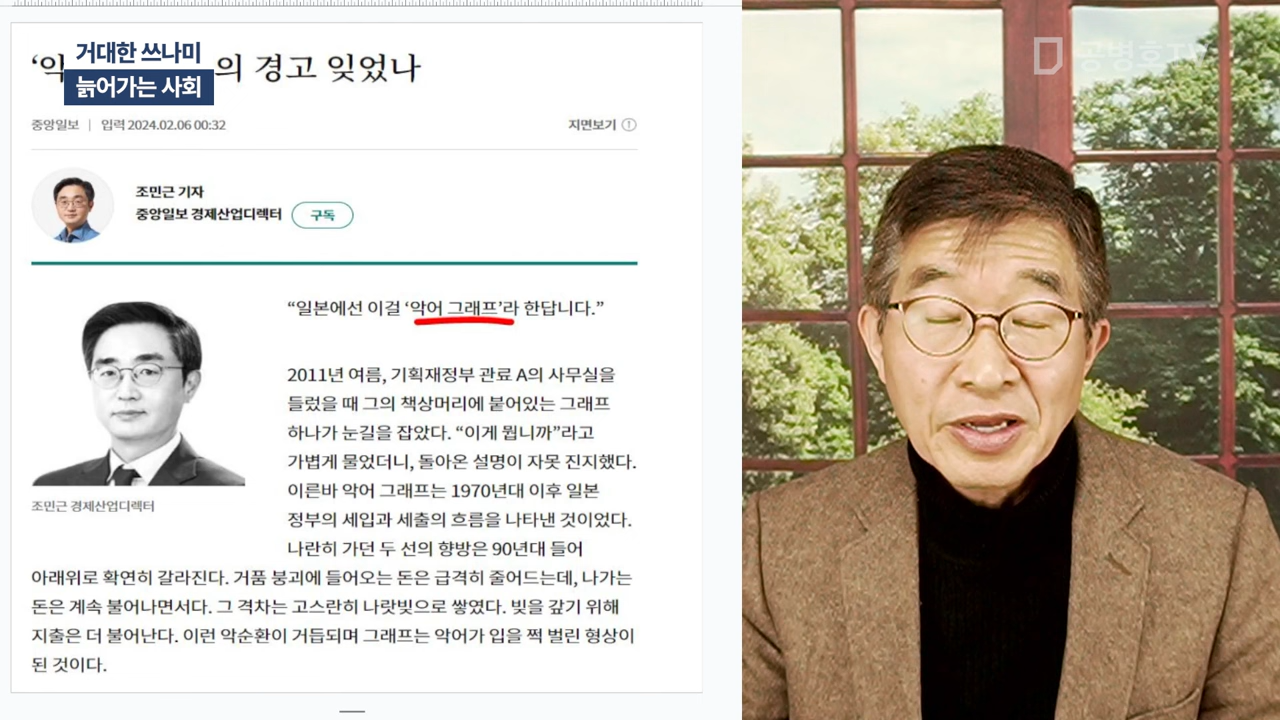 거대한 쓰나미
늙어가는 사회
‘악 의 경고 잊었나
중앙일보 | 입력 2024.02.06 00:32
지면보기
조민근 기자
중앙일보 경제산업디렉터
구독
“일본에선 이걸 ‘악어 그래프’라 한답니다.”
2011년 여름, 기획재정부 관료 A의 사무실을
들렀을 때 그의 책상머리에 붙어있는 그래프
하나가 눈길을 잡았다. “이게 뭡니까”라고
가볍게 물었더니, 돌아온 설명이 자못 진지했다.
이른바 악어 그래프는 1970년대 이후 일본
정부의 세입과 세출의 흐름을 나타낸 것이었다.
나란히 가던 두 선의 향방은 90년대 들어
아래위로 확연히 갈라진다. 거품 붕괴에 들어오는 돈은 급격히 줄어드는데, 나가는
돈은 계속 불어나면서다. 그 격차는 고스란히 나랏빚으로 쌓였다. 빚을 갚기 위해
지출은 더 불어난다. 이런 악순환이 거듭되며 그래프는 악어가 입을 쩍 벌린 형상이
된 것이다.
조민근 경제산업디렉터
공병호TV